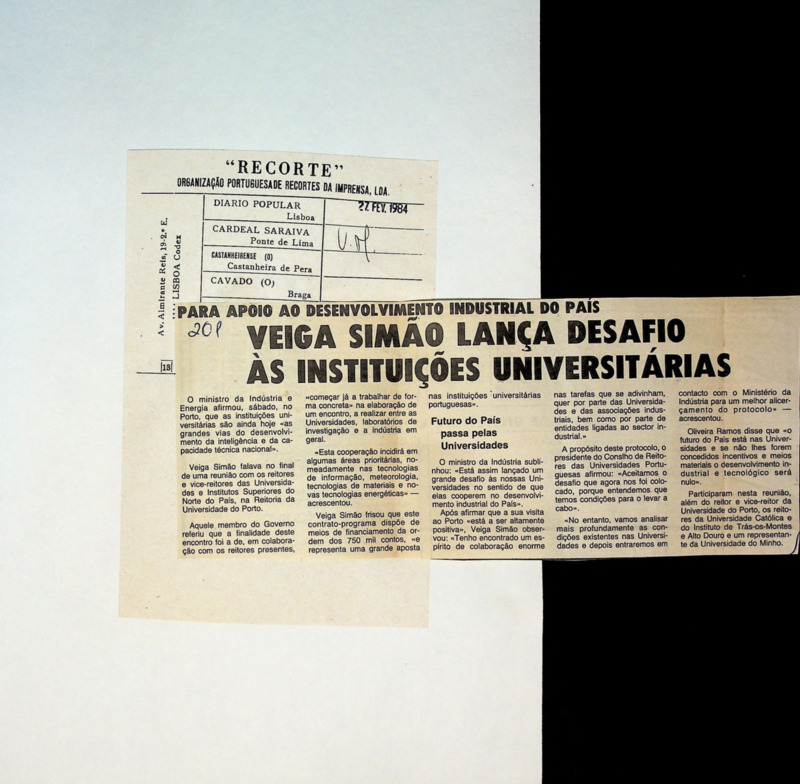 "RECORTE"
ORGANIZAÇÃO PORTUGUESA DE RECORTES DA IMPRENSA, LDA.
Av. Almirante Reis, 19-2.º E.
LISBOA Codex
DIARIO POPULAR
Lisboa
27 FEV. 1984
CARDEAL SARAIVA
Ponte de Lima
CASTANHEIRENSE (O)
Castanheira de Pera
CAVADO (O)
Braga
18
PARA APOIO AO DESENVOLVIMENTO INDUSTRIAL DO PAÍS
201
VEIGA SIMÃO LANÇA DESAFIO
ÀS INSTITUIÇÕES UNIVERSITÁRIAS
O ministro da Indústria e
Energia afirmou, sábado, no
Porto, que as instituições uni-
versitárias são ainda hoje «as
grandes vias do desenvolvi-
mento da inteligência e da ca-
pacidade técnica nacional».
Veiga Simão falava no final
de uma reunião com os reitores
e vice-reitores das Universida-
des e Institutos Superiores do
Norte do País, na Reitoria da
Universidade do Porto.
Aquele membro do Governo
referiu que a finalidade deste
encontro foi a de, em colabora-
ção com os reitores presentes,
«começar já a trabalhar de for-
ma concreta» na elaboração de
um encontro, a realizar entre as
Universidades, laboratórios de
investigação e a indústria em
geral.
«Esta cooperação incidirá em
algumas áreas prioritárias, no-
meadamente nas tecnologias
de informação, meteorologia,
tecnologias de materiais e no-
vas tecnologias energéticas» —
acrescentou.
Veiga Simão frisou que este
contrato-programa dispõe de
meios de financiamento da or-
dem dos 750 mil contos, «e
representa uma grande aposta
nas instituições universitárias
portuguesas».
Futuro do País
passa pelas
Universidades
O ministro da Indústria subli-
nhou: «Está assim lançado um
grande desafio às nossas Uni-
versidades no sentido de que
elas cooperem no desenvolvi-
mento industrial do País».
Após afirmar que a sua visita
ao Porto «está a ser altamente
positiva», Veiga Simão obser-
vou: «Tenho encontrado um es-
pírito de colaboração enorme
nas tarefas que se adivinham,
quer por parte das Universida-
des e das associações indus-
triais, bem como por parte de
entidades ligadas ao sector in-
dustrial.»
A propósito deste protocolo, o
presidente do Conslho de Reito-
res das Universidades Portu-
guesas afirmou: «Aceitamos o
desafio que agora nos foi colo-
cado, porque entendemos que
temos condições para o levar a
cabo».
«No entanto, vamos analisar
mais profundamente as con-
dições existentes nas Universi-
dades e depois entraremos em
contacto com o Ministério da
Indústria para um melhor alicer-
çamento do protocolo» —
acrescentou.
Oliveira Ramos disse que «o
futuro do País está nas Univer-
sidades e se não lhes forem
concedidos incentivos e meios
materiais o desenvolvimento in-
dustrial e tecnológico será
nulo».
Participaram nesta reunião,
além do reitor e vice-reitor da
Universidade do Porto, os reito-
res da Universidade Católica e
do Instituto de Trás-os-Montes
e Alto Douro e um representan-
te da Universidade do Minho.